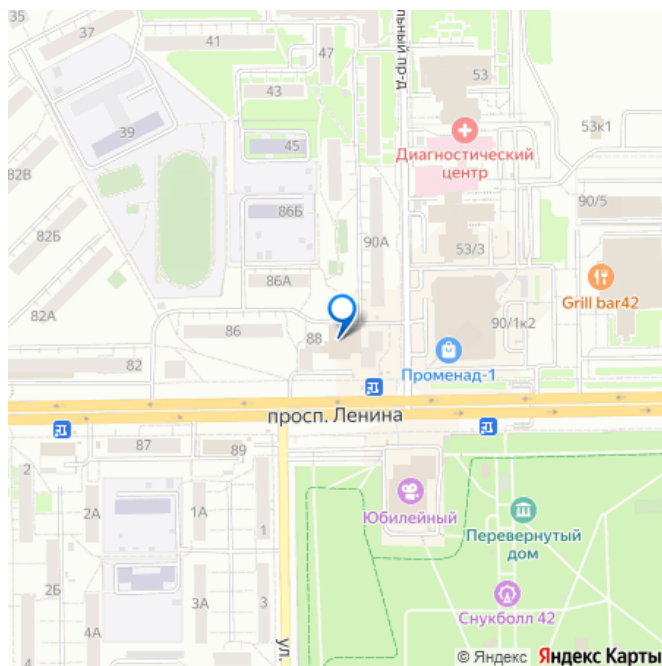 35
37
41
47
льный пр-д
53
43
53к1
39
45
Диагностический
центр
82В
86Б
90/5
82Б
90А
53/3
86А
Grill bar42
82А
86
88
90/1к2
82
Променад-1
просп. Ленина
87
89
2
2А
1А
1
Юбилейный
Перевернутый
дом
2Б
3А
3
Снукболл 42
4А
ул.
© Яндекс Яндекс Карты